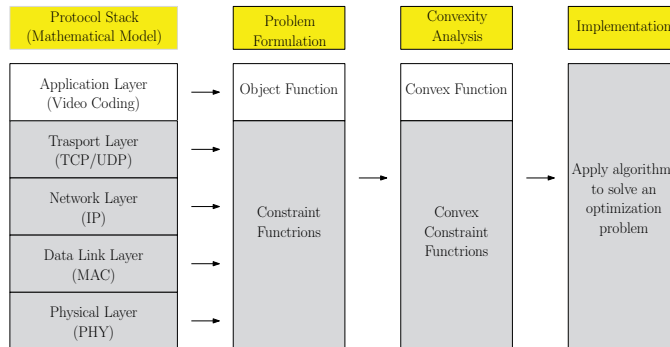 Protocol Stack
(Mathematical Model)
Problem
Formulation
Convexity
Analysis
Implementation
Application Layer
(Video Coding)
Trasport Layer
(TCP/UDP)
Network Layer
(IP)
Data Link Layer
(MAC)
Physical Layer
(PHY)
Object Function
Constraint
Functrions
Convex Function
Convex
Constraint
Functrions
Apply algorithm
to solve an
optimization
problem